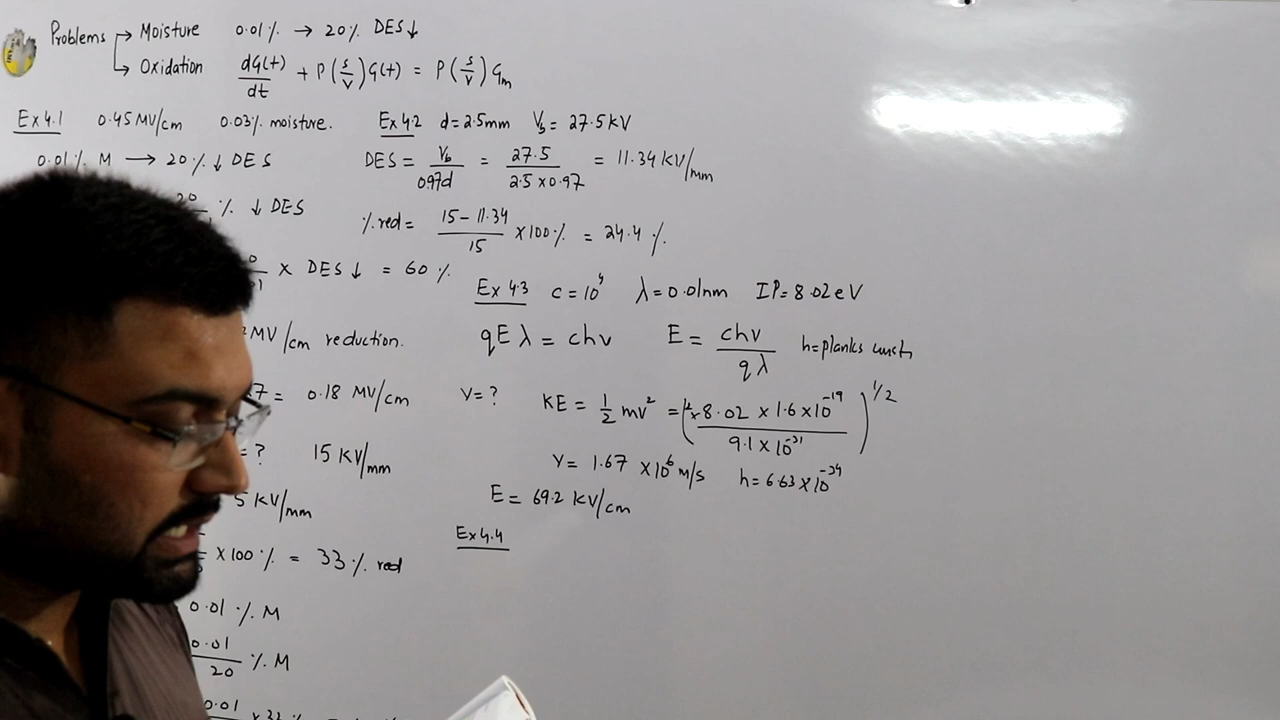 Problems → Moisture 0.01% → 20% DES↓
↳ Oxidation dG(t)/dt + P(s/v)G(t) = P(s/v)Gm
Ex 4.1 0.45 MV/cm 0.03% moisture.
0.01% M → 20% ↓ DES
20 % ↓ DES
x DES↓ = 60%
MV/cm reduction.
= 0.18 MV/cm
= ? 15 KV/mm
5 KV/mm
x 100% = 33% red
0.01 % M
0.01/20 % M
0.01
Ex 4.2 d = 2.5mm Vb = 27.5 KV
DES = Vb/0.97d = 27.5/2.5 x 0.97 = 11.34 KV/mm
% red = 15 - 11.34/15 x 100% = 24.4 %.
Ex 4.3 λ = 0.01nm IP = 8.02 eV
qEλ = chν E = chν/qλ h = planks
V = ? KE = 1/2 mv² = (2 x 8.02 x 1.6 x 10^-19/9.1 x 10^-31)^1/2
V = 1.67 x 10^6 m/s h = 6.63 x 10^-34
E = 69.2 KV/cm
Ex 4.4